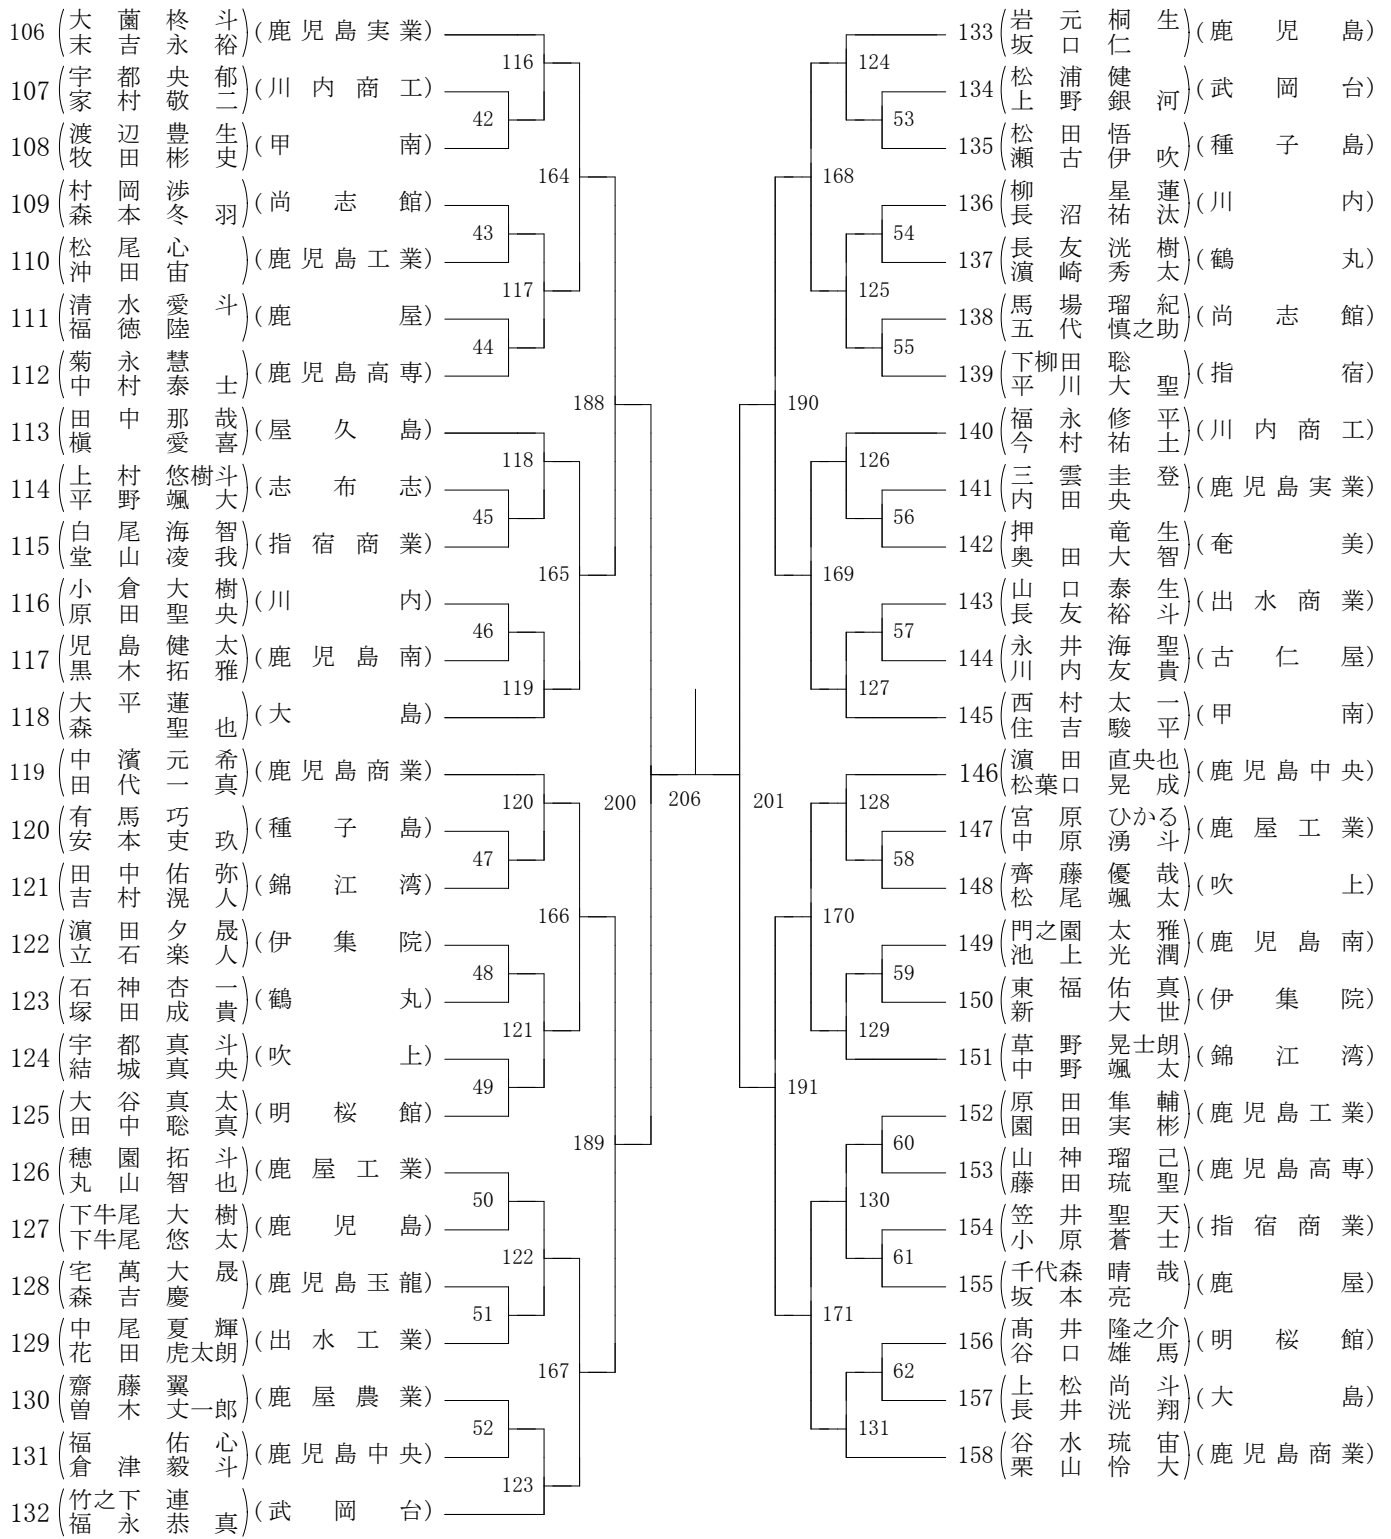 106 大薗柊斗 (鹿児島実業)
末吉永裕
107 宇都央郁 (川内商工)
家村敬二
108 渡辺豊生 (甲南)
牧田彬史
109 村岡渉 (尚志館)
森本冬羽
110 松尾心 (鹿児島工業)
沖田宙
111 清水愛斗 (鹿屋)
福徳陸
112 菊永慧 (鹿児島高専)
中村泰士
113 田中那哉 (屋久島)
槇愛喜
114 上村悠樹斗 (志布志)
平野颯大
115 白尾海智 (指宿商業)
堂山凌我
116 小倉大樹 (川内)
原田聖央
117 児島健太 (鹿児島南)
黒木拓雅
118 大平蓮 (大島)
森聖也
119 中濱元希 (鹿児島商業)
田代一真
120 有馬巧 (種子島)
安本吏玖
121 田中佑弥 (錦江湾)
吉村滉人
122 濵田夕晟 (伊集院)
立石楽人
123 石神杏一 (鶴丸)
塚田成貴
124 宇都真斗 (吹上)
結城真央
125 大谷真太 (明桜館)
田中聡真
126 穂園拓斗 (鹿屋工業)
丸山智也
127 下牛尾大樹 (鹿児島)
下牛尾悠太
128 宅萬大晟 (鹿児島玉龍)
森吉慶
129 中尾夏輝 (出水工業)
花田虎太朗
130 齋藤翼 (鹿屋農業)
曽木丈一郎
131 福佑心 (鹿児島中央)
倉津毅斗
132 竹之下連 (武岡台)
福永恭真
116
42
164
43
117
44
188
118
45
165
46
119
120
200
47
166
48
121
49
189
50
122
51
167
52
123
206
124
53
168
54
125
55
190
126
56
169
57
127
201
128
58
170
59
129
191
60
130
61
171
62
131
133 岩元桐生 (鹿児島)
坂口仁
134 松浦健 (武岡台)
上野銀河
135 松田悟 (種子島)
瀬古伊吹
136 柳星蓮 (川内)
長沼祐汰
137 長友洸樹 (鶴丸)
濵崎秀太
138 馬場瑠紀 (尚志館)
五代慎之助
139 下柳田聡 (指宿)
平川大聖
140 福永修平 (川内商工)
今村祐士
141 三雲圭登 (鹿児島実業)
内田央
142 押竜生 (奄美)
奥田大智
143 山口泰生 (出水商業)
長友裕斗
144 永井海聖 (古仁屋)
川内友貴
145 西村太一 (甲南)
住吉駿平
146 濵田直央也 (鹿児島中央)
松葉口晃成
147 宮原ひかる (鹿屋工業)
中原湧斗
148 齊藤優哉 (吹上)
松尾颯太
149 門之園太雅 (鹿児島南)
池上光潤
150 東福佑真 (伊集院)
新大世
151 草野晃士朗 (錦江湾)
中野颯太
152 原田隼輔 (鹿児島工業)
園田実彬
153 山神瑠己 (鹿児島高専)
藤田琉聖
154 笠井聖天 (指宿商業)
小原蒼士
155 千代森晴哉 (鹿屋)
坂本亮
156 髙井隆之介 (明桜館)
谷口雄馬
157 上松尚斗 (大島)
長井洸翔
158 谷水琉宙 (鹿児島商業)
栗山怜大